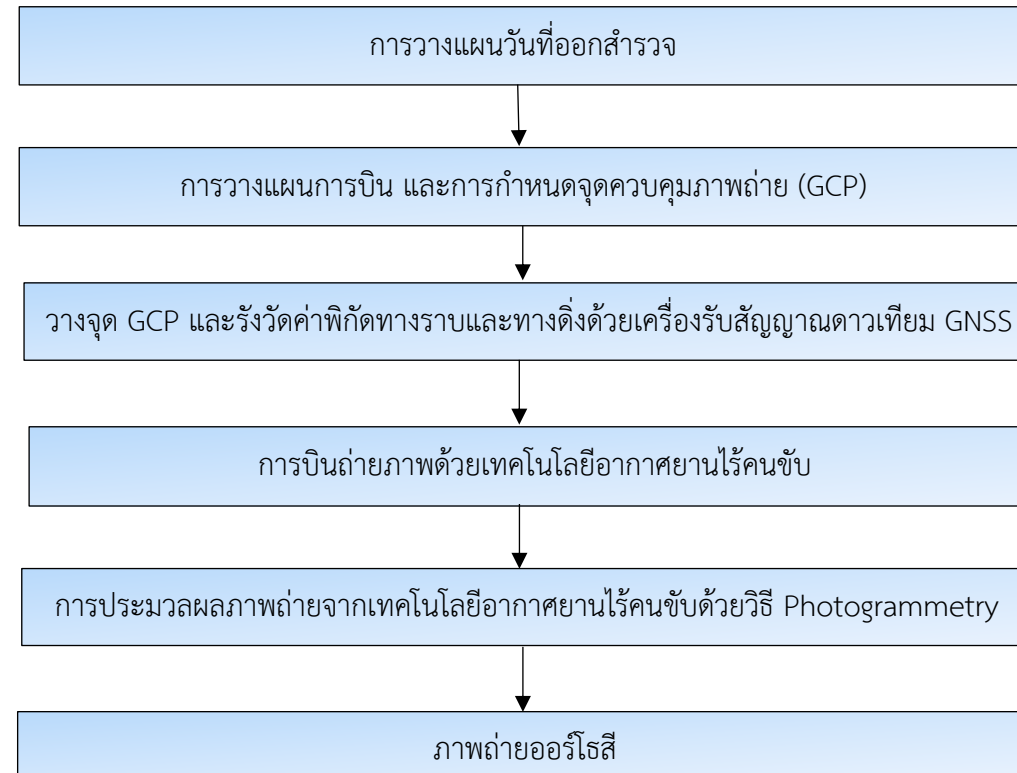 การวางแผนวันที่ออกสำรวจ
การวางแผนการบิน และการกำหนดจุดควบคุมภาพถ่าย (GCP)
วางจุด GCP และรังวัดค่าพิกัดทางราบและทางดิ่งด้วยเครื่องรับสัญญาณดาวเทียม GNSS
การบินถ่ายภาพด้วยเทคโนโลยีอากาศยานไร้คนขับ
การประมวลผลภาพถ่ายจากเทคโนโลยีอากาศยานไร้คนขับด้วยวิธี Photogrammetry
ภาพถ่ายออร์โธสี